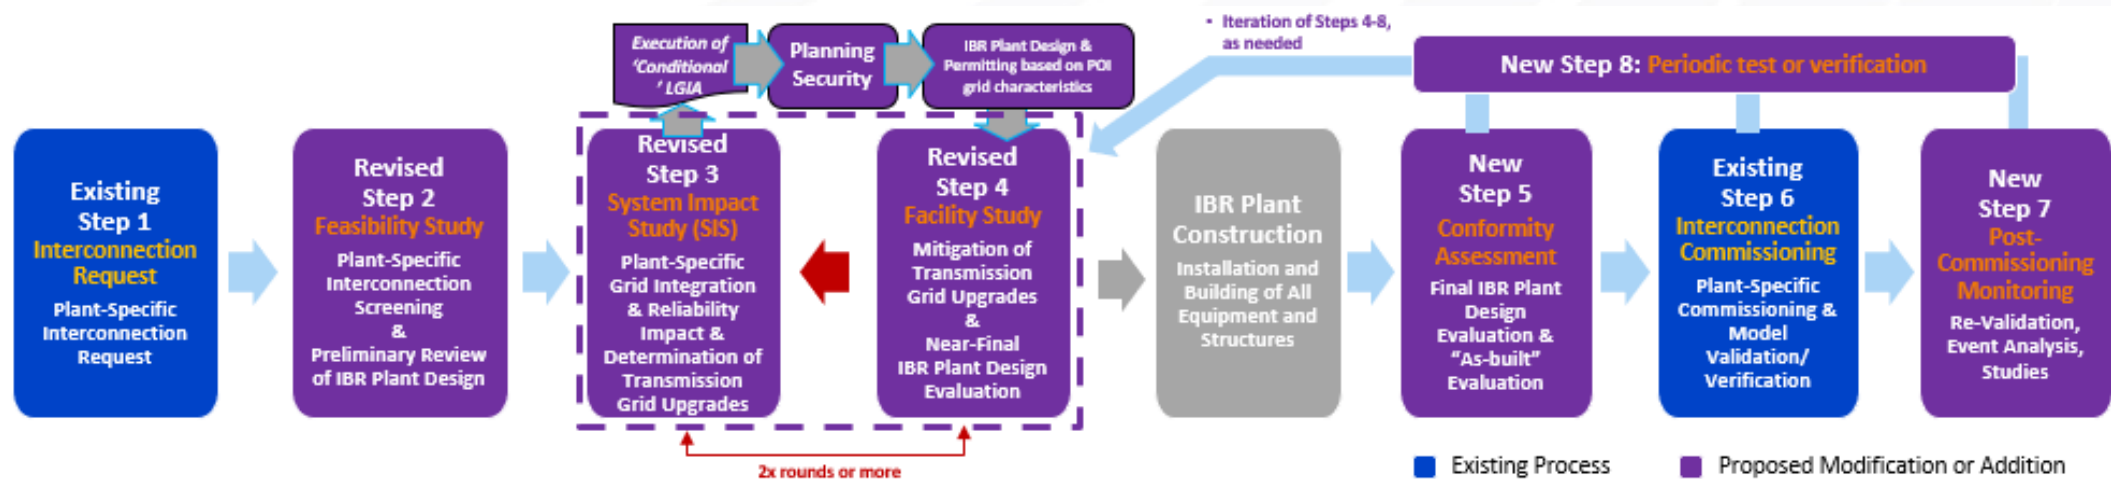 Execution of
‘Conditional
’ LGIA
Planning
Security
IBR Plant Design &
Permitting based on POI
grid characteristics
• Iteration of Steps 4-8,
as needed
New Step 8: Periodic test or verification
Existing
Step 1
Interconnection
Request
Plant-Specific
Interconnection
Request
Revised
Step 2
Feasibility Study
Plant-Specific
Interconnection
Screening
&
Preliminary Review
of IBR Plant Design
Revised
Step 3
System Impact
Study (SIS)
Plant-Specific
Grid Integration
& Reliability
Impact &
Determination of
Transmission
Grid Upgrades
Revised
Step 4
Facility Study
Mitigation of
Transmission
Grid Upgrades
&
Near-Final
IBR Plant Design
Evaluation
2x rounds or more
IBR Plant
Construction
Installation and
Building of All
Equipment and
Structures
New
Step 5
Conformity
Assessment
Final IBR Plant
Design
Evaluation &
“As-built”
Evaluation
Existing
Step 6
Interconnection
Commissioning
Plant-Specific
Commissioning &
Model
Validation/
Verification
New
Step 7
Post-
Commissioning
Monitoring
Re-Validation,
Event Analysis,
Studies
Existing Process
Proposed Modification or Addition